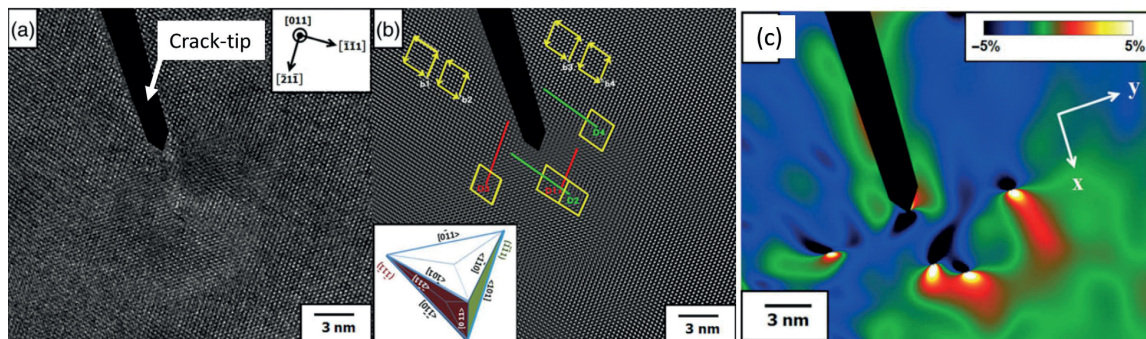 (a)
Crack-tip
[011]
[1̄1̄1]
[2̄11̄]
3 nm
(b)
b1
b2
b3
b4
D4
D3
D1
D2
[011]
3 nm
(c)
−5%
5%
y
x
3 nm